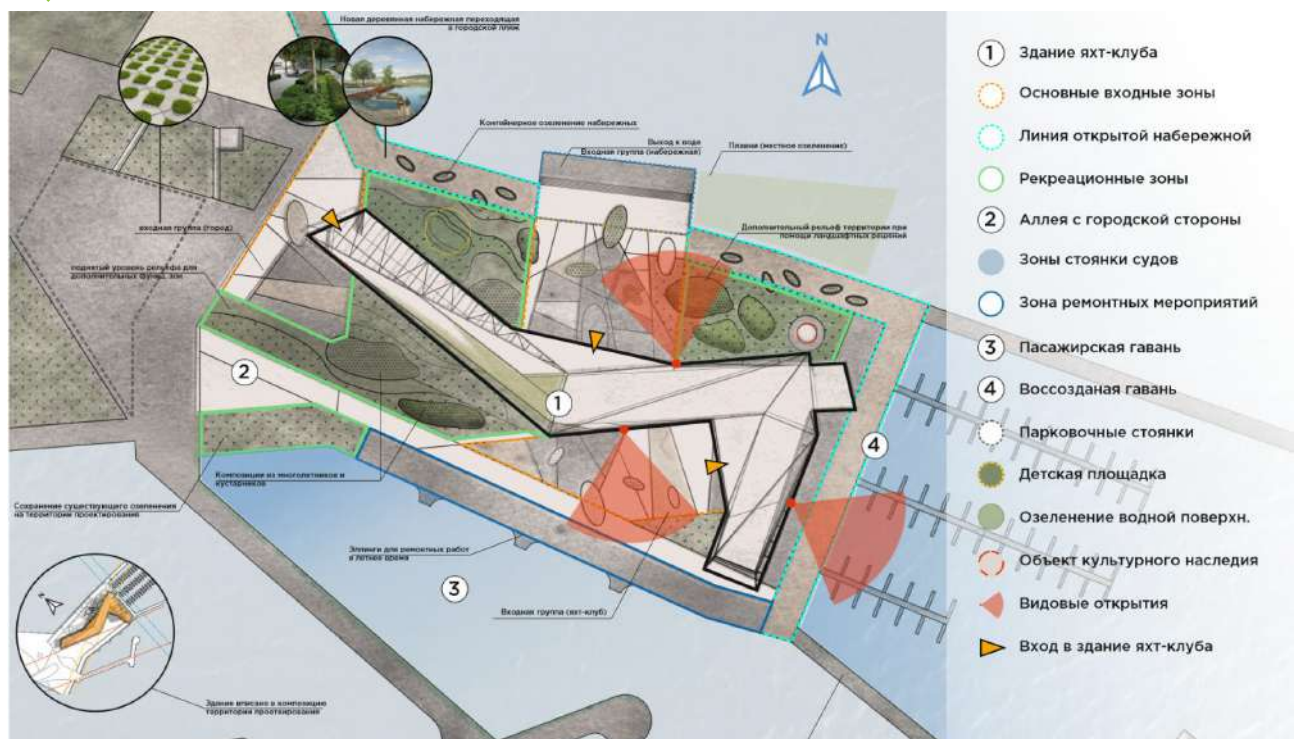 Новая деревянная набережная переходящая
в городской пляж
N
Контейнерное озеленение набережных
Выход к воде
Входная группа (набережная)
Плавни (местное озеленение)
входная группа (город)
Дополнительный рельеф территории при
помощи ландшафтных решений
поднятый уровень рельефа для
дополнительных функц. зон
2
1
4
Композиции из многолетников и
кустарников
Сохранение существующего озеленения
на территории проектирования
Эллинги для ремонтных работ
в летнее время
3
Входная группа (яхт-клуб)
N
Здание вписано в композицию
территории проектирования
1 Здание яхт-клуба
Основные входные зоны
Линия открытой набережной
Рекреационные зоны
2 Аллея с городской стороны
Зоны стоянки судов
Зона ремонтных мероприятий
3 Пасажирская гавань
4 Воссозданая гавань
Парковочные стоянки
Детская площадка
Озеленение водной поверхн.
Объект культурного наследия
Видовые открытия
Вход в здание яхт-клуба